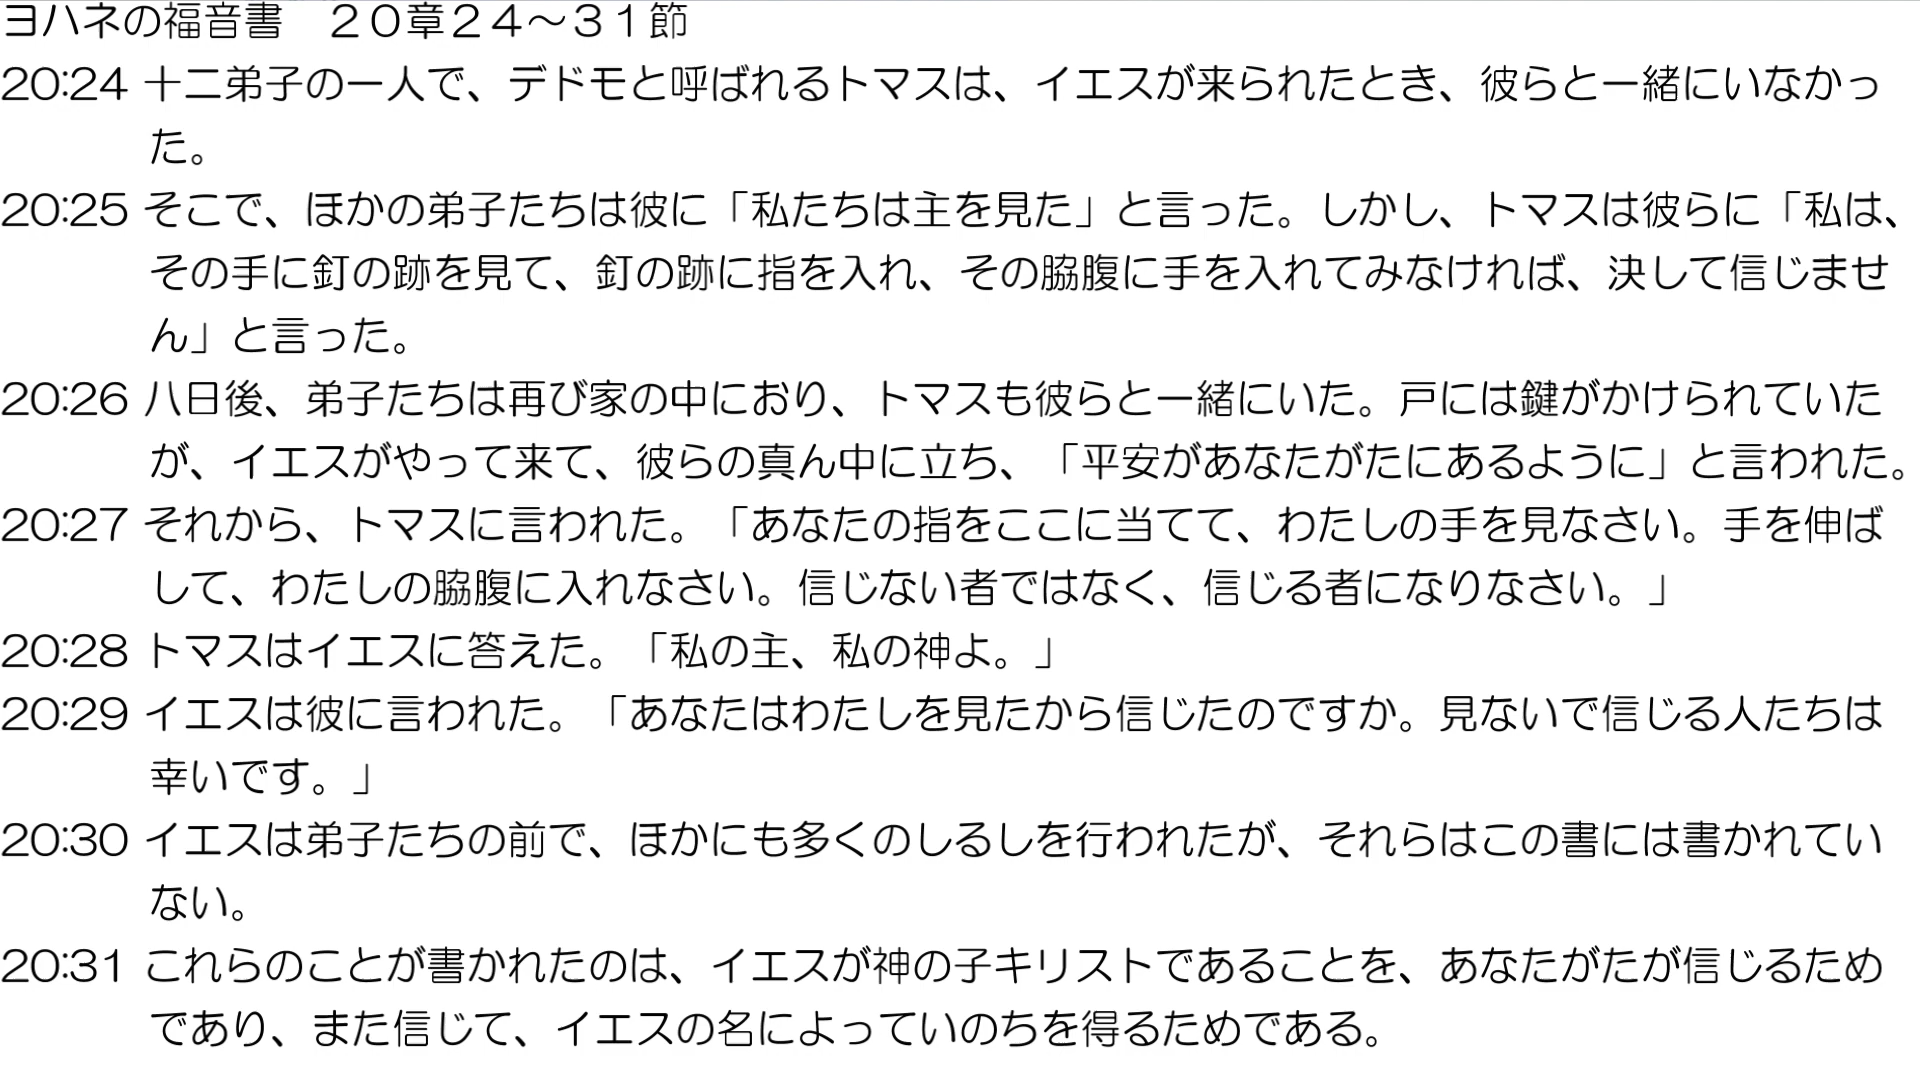 ヨハネの福音書　２０章２４～３１節
20:24 十二弟子の一人で、デドモと呼ばれるトマスは、イエスが来られたとき、彼らと一緒にいなかっ
た。
20:25 そこで、ほかの弟子たちは彼に「私たちは主を見た」と言った。しかし、トマスは彼らに「私は、
その手に釘の跡を見て、釘の跡に指を入れ、その脇腹に手を入れてみなければ、決して信じませ
ん」と言った。
20:26 八日後、弟子たちは再び家の中におり、トマスも彼らと一緒にいた。戸には鍵がかけられていた
が、イエスがやって来て、彼らの真ん中に立ち、「平安があなたがたにあるように」と言われた。
20:27 それから、トマスに言われた。「あなたの指をここに当てて、わたしの手を見なさい。手を伸ば
して、わたしの脇腹に入れなさい。信じない者ではなく、信じる者になりなさい。」
20:28 トマスはイエスに答えた。「私の主、私の神よ。」
20:29 イエスは彼に言われた。「あなたはわたしを見たから信じたのですか。見ないで信じる人たちは
幸いです。」
20:30 イエスは弟子たちの前で、ほかにも多くのしるしを行われたが、それらはこの書には書かれてい
ない。
20:31 これらのことが書かれたのは、イエスが神の子キリストであることを、あなたがたが信じるため
であり、また信じて、イエスの名によっていのちを得るためである。